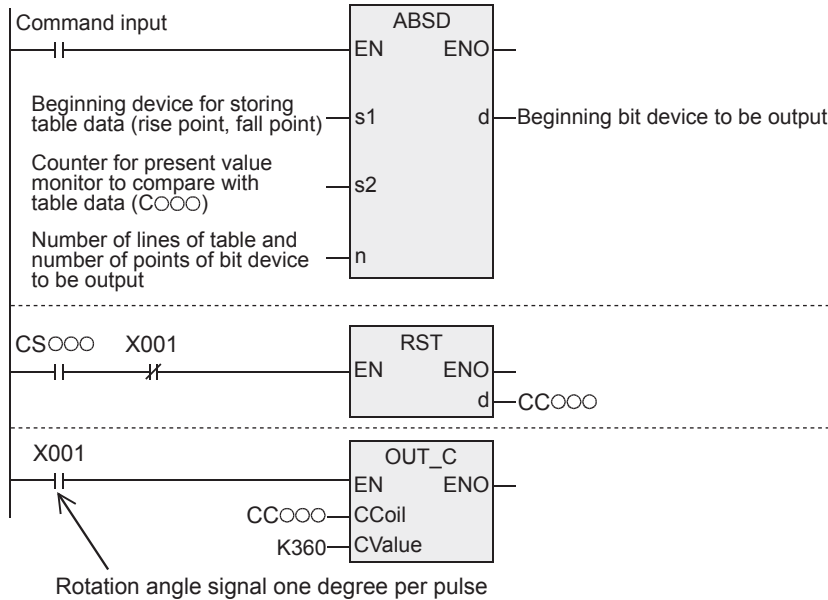 Command input
ABSD
EN ENO
Beginning device for storing
table data (rise point, fall point)
s1
d
Beginning bit device to be output
Counter for present value
monitor to compare with
table data (C○○○)
s2
Number of lines of table and
number of points of bit device
to be output
n
CS○○○ X001
RST
EN ENO
d
CC○○○
X001
OUT_C
EN ENO
CC○○○ CCoil
K360 CValue
Rotation angle signal one degree per pulse